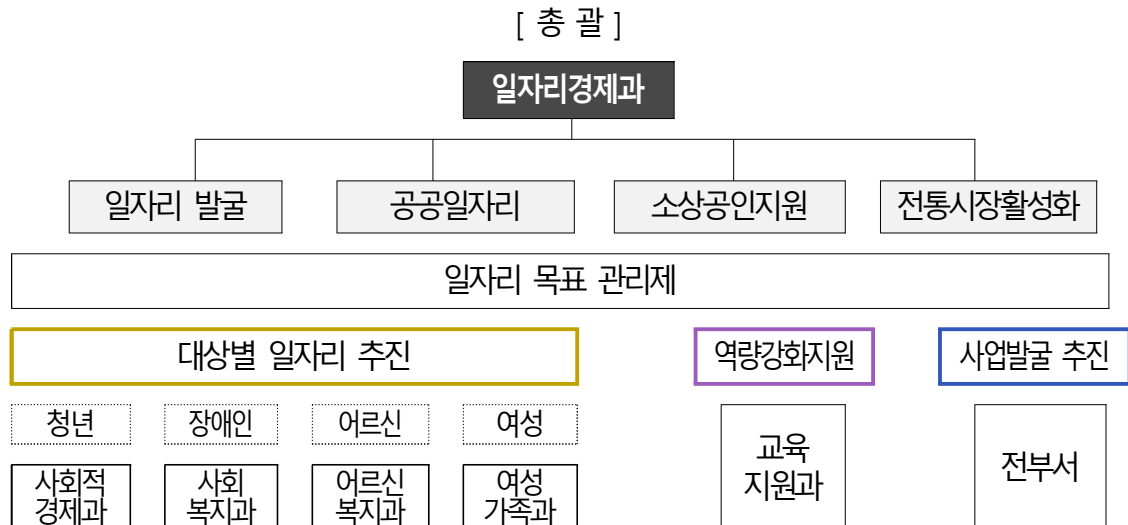 [ 총 괄 ]
일자리경제과
일자리 발굴
공공일자리
소상공인지원
전통시장활성화
일자리 목표 관리제
대상별 일자리 추진
역량강화지원
사업발굴 추진
청년
장애인
어르신
여성
사회적
경제과
사회
복지과
어르신
복지과
여성
가족과
교육
지원과
전부서